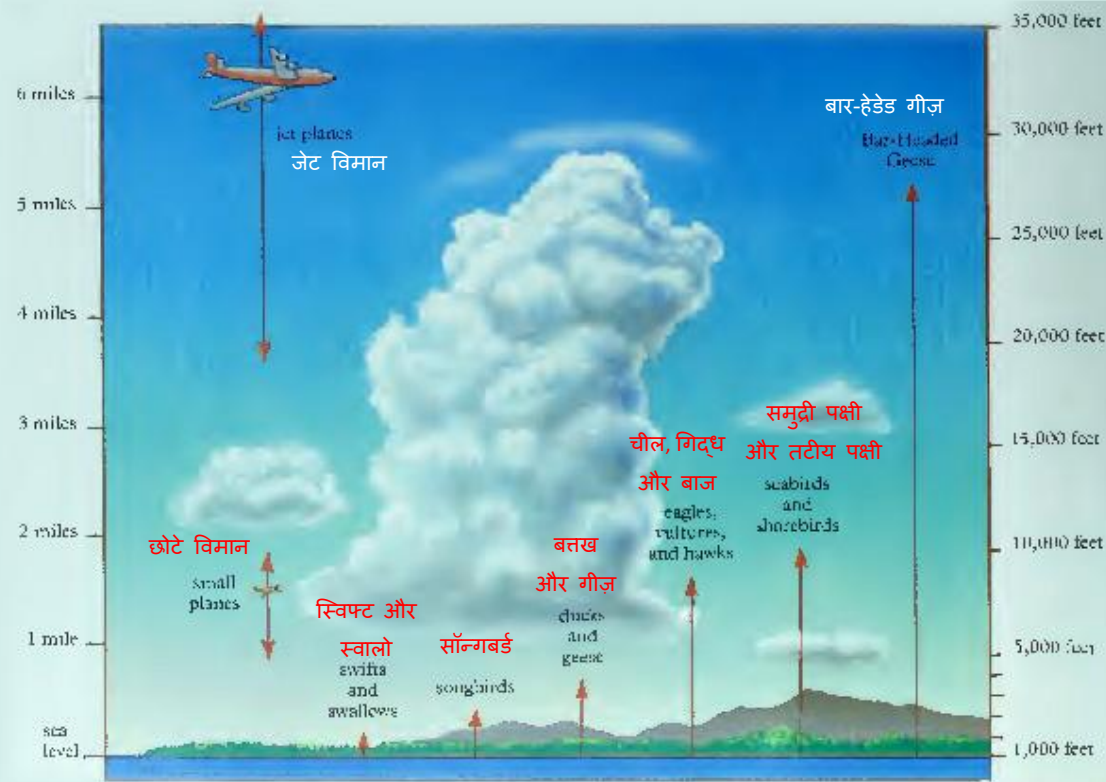 35,000 feet
6 miles
jet planes
जेट विमान
बार-हेडेड गीज़
Bar-Headed
Geese
30,000 feet
5 miles
25,000 feet
4 miles
20,000 feet
3 miles
15,000 feet
समुद्री पक्षी
और तटीय पक्षी
seabirds
and
shorebirds
चील, गिद्ध
और बाज
eagles,
vultures,
and hawks
2 miles
10,000 feet
छोटे विमान
small
planes
बत्तख
और गीज़
ducks
and
geese
स्विफ्ट और
स्वालो
swifts
and
swallows
सॉन्गबर्ड
songbirds
1 mile
5,000 feet
sea
level
1,000 feet